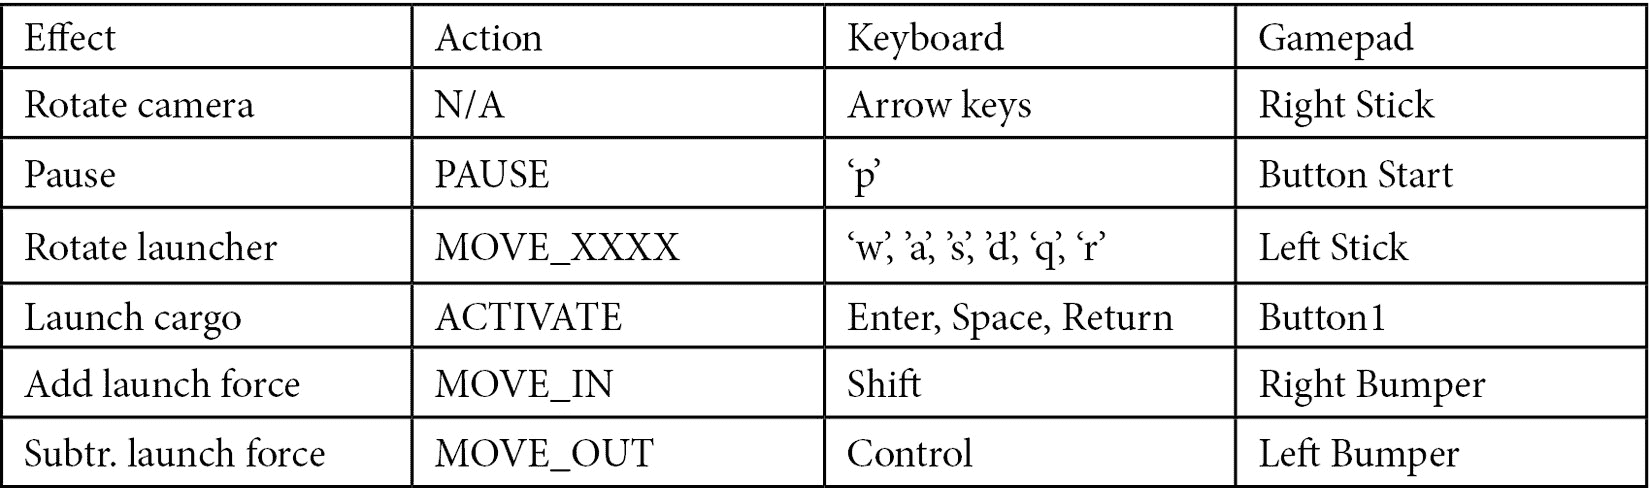 Effect Action Keyboard Gamepad
Rotate camera N/A Arrow keys Right Stick
Pause PAUSE ‘p’ Button Start
Rotate launcher MOVE_XXXX ‘w’, ’a’, ’s’, ’d’, ‘q’, ‘r’ Left Stick
Launch cargo ACTIVATE Enter, Space, Return Button1
Add launch force MOVE_IN Shift Right Bumper
Subtr. launch force MOVE_OUT Control Left Bumper